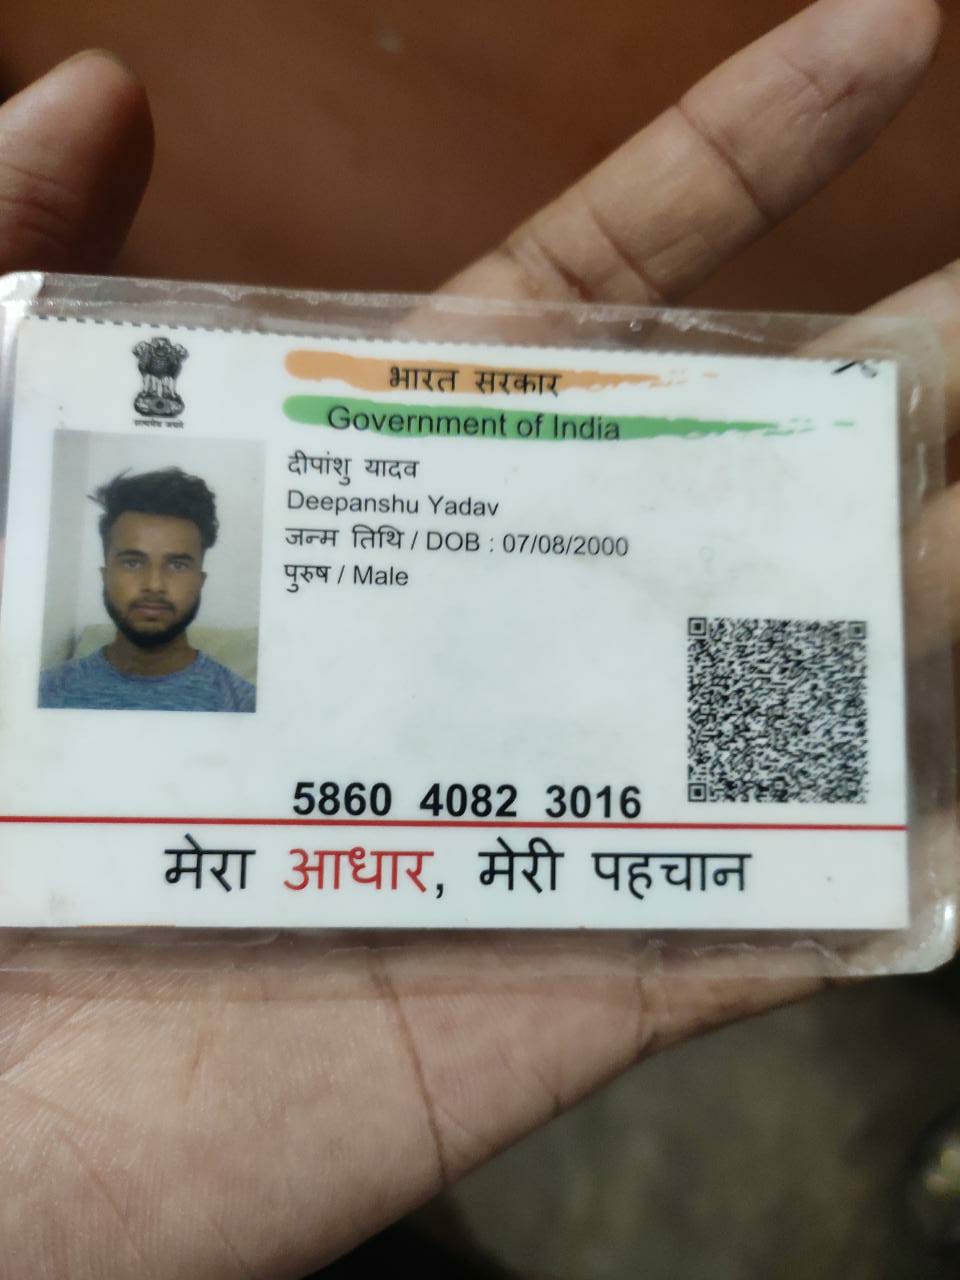 भारत सरकार
Government of India
सत्यमेव जयते
दीपांशु यादव
Deepanshu Yadav
जन्म तिथि / DOB : 07/08/2000
पुरुष / Male
5860 4082 3016
मेरा आधार, मेरी पहचान